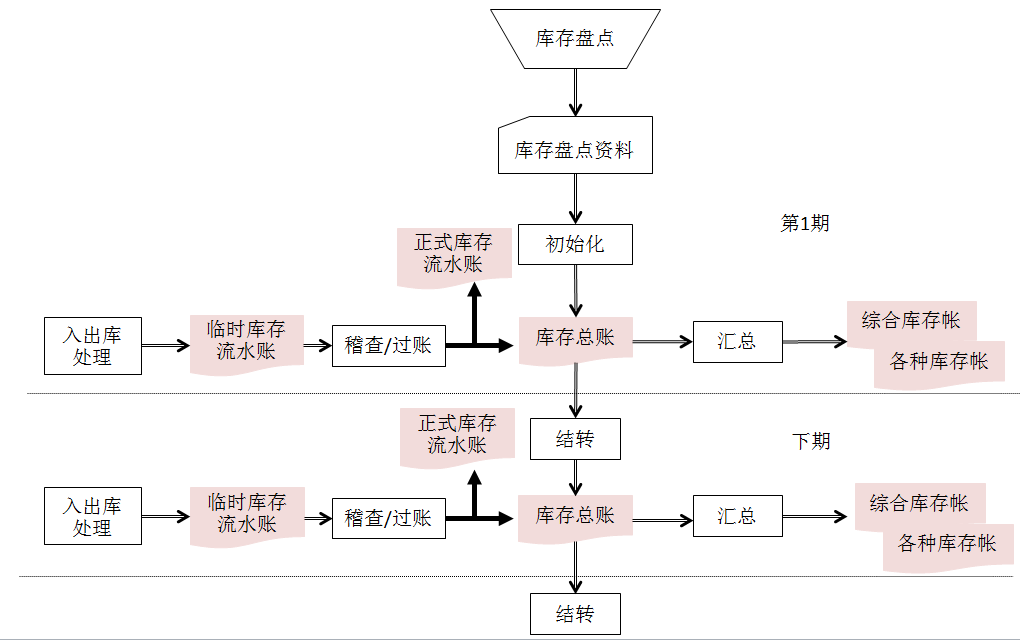 库存盘点
库存盘点资料
第1期
正式库存
流水账
初始化
入出库
处理
临时库存
流水账
稽查/过账
库存总账
汇总
综合库存帐
各种库存帐
正式库存
流水账
结转
下期
入出库
处理
临时库存
流水账
稽查/过账
库存总账
汇总
综合库存帐
各种库存帐
结转